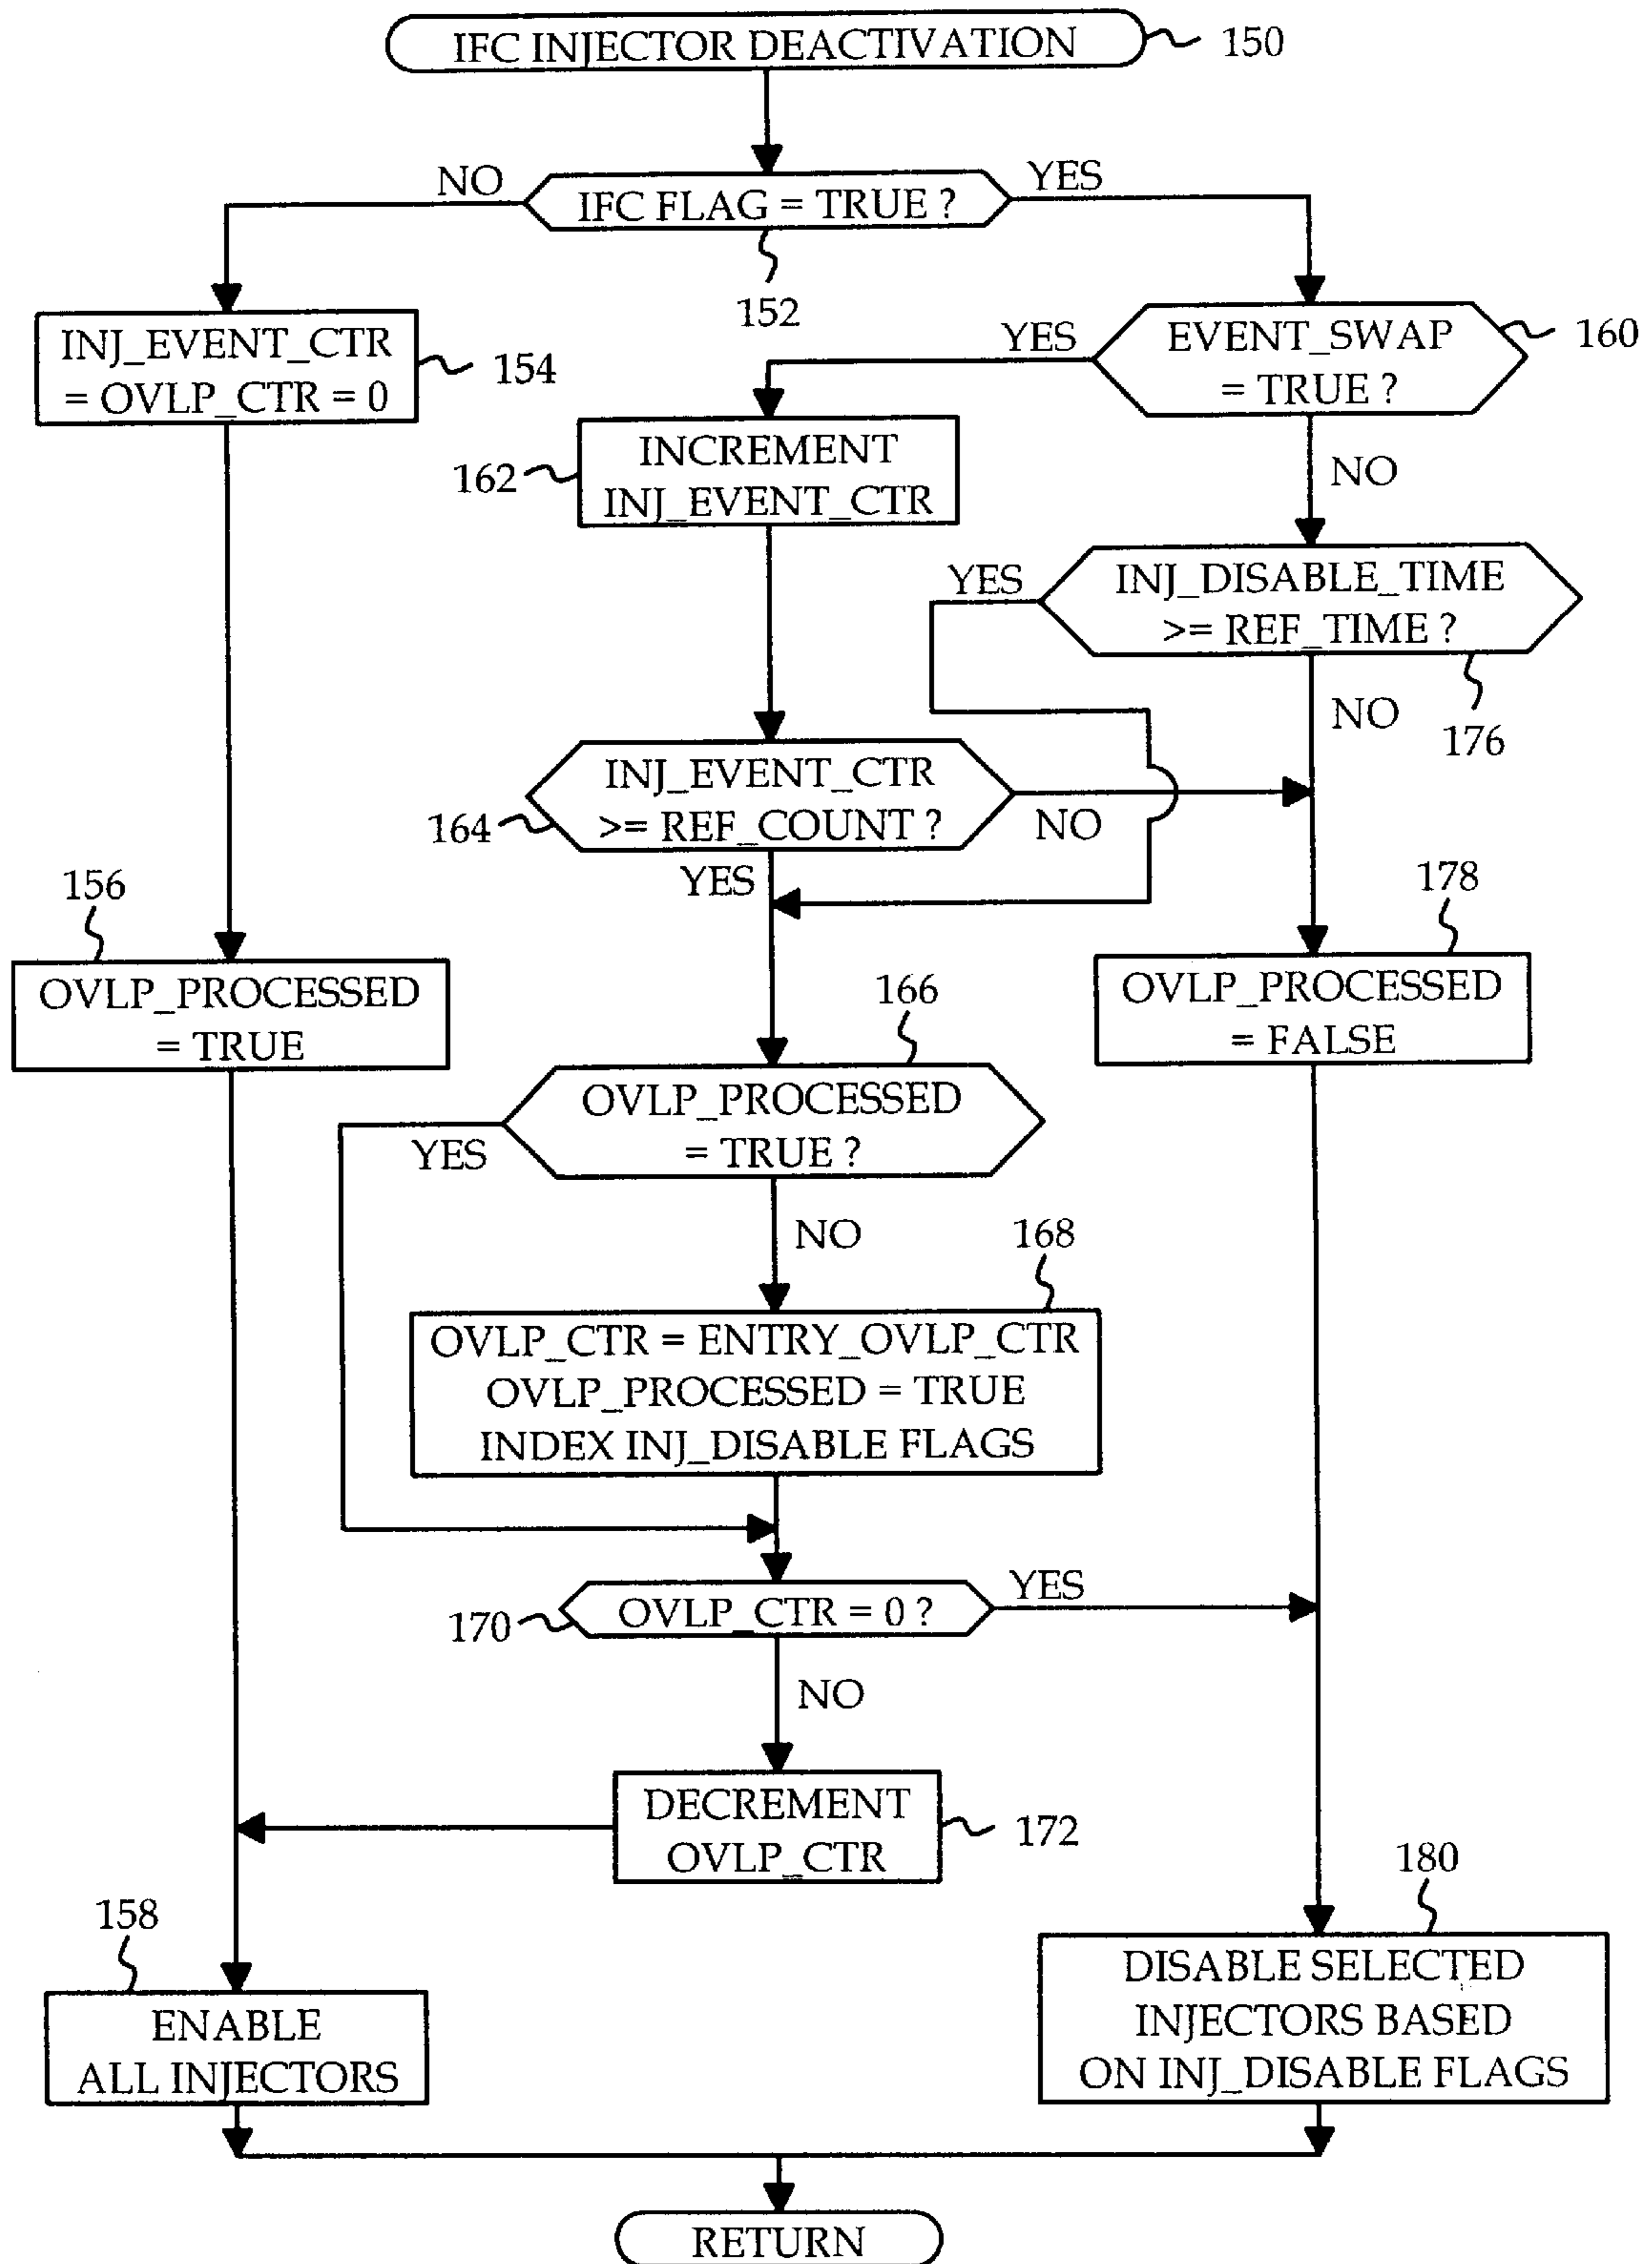 IFC INJECTOR DEACTIVATION
150
NO
YES
IFC FLAG = TRUE ?
152
INJ_EVENT_CTR
= OVLP_CTR = 0
154
YES
EVENT_SWAP
= TRUE ?
160
INCREMENT
INJ_EVENT_CTR
162
NO
YES
INJ_DISABLE_TIME
>= REF_TIME ?
176
NO
INJ_EVENT_CTR
>= REF_COUNT ?
164
NO
YES
156
OVLP_PROCESSED
= TRUE
178
OVLP_PROCESSED
= FALSE
166
OVLP_PROCESSED
= TRUE ?
YES
NO
168
OVLP_CTR = ENTRY_OVLP_CTR
OVLP_PROCESSED = TRUE
INDEX INJ_DISABLE FLAGS
170
OVLP_CTR = 0 ?
YES
NO
DECREMENT
OVLP_CTR
172
158
ENABLE
ALL INJECTORS
180
DISABLE SELECTED
INJECTORS BASED
ON INJ_DISABLE FLAGS
RETURN